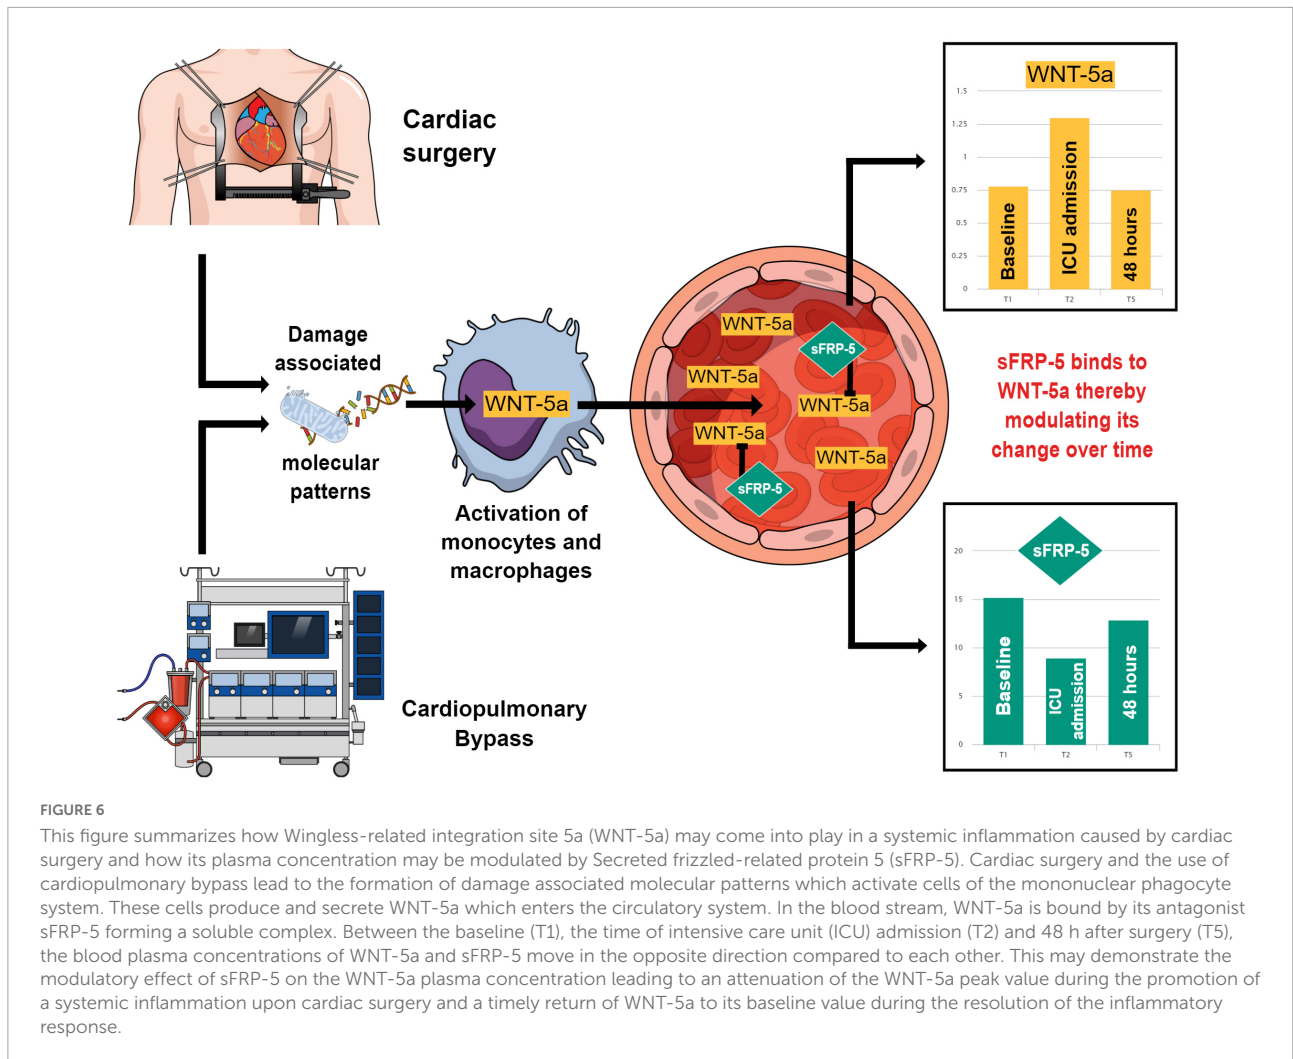 Cardiac
surgery
Damage
associated
molecular
patterns
WNT-5a
Activation of
monocytes and
macrophages
Cardiopulmonary
Bypass
WNT-5a
sFRP-5
WNT-5a
WNT-5a
WNT-5a
WNT-5a
sFRP-5
WNT-5a
1.5
1.25
1
0.75
0.5
0.25
0
Baseline
ICU admission
48 hours
T1
T2
T5
sFRP-5 binds to
WNT-5a thereby
modulating its
change over time
sFRP-5
20
15
10
5
0
Baseline
ICU
admission
48 hours
T1
T2
T5
FIGURE 6
This figure summarizes how Wingless-related integration site 5a (WNT-5a) may come into play in a systemic inflammation caused by cardiac
surgery and how its plasma concentration may be modulated by Secreted frizzled-related protein 5 (sFRP-5). Cardiac surgery and the use of
cardiopulmonary bypass lead to the formation of damage associated molecular patterns which activate cells of the mononuclear phagocyte
system. These cells produce and secrete WNT-5a which enters the circulatory system. In the blood stream, WNT-5a is bound by its antagonist
sFRP-5 forming a soluble complex. Between the baseline (T1), the time of intensive care unit (ICU) admission (T2) and 48 h after surgery (T5),
the blood plasma concentrations of WNT-5a and sFRP-5 move in the opposite direction compared to each other. This may demonstrate the
modulatory effect of sFRP-5 on the WNT-5a plasma concentration leading to an attenuation of the WNT-5a peak value during the promotion of
a systemic inflammation upon cardiac surgery and a timely return of WNT-5a to its baseline value during the resolution of the inflammatory
response.